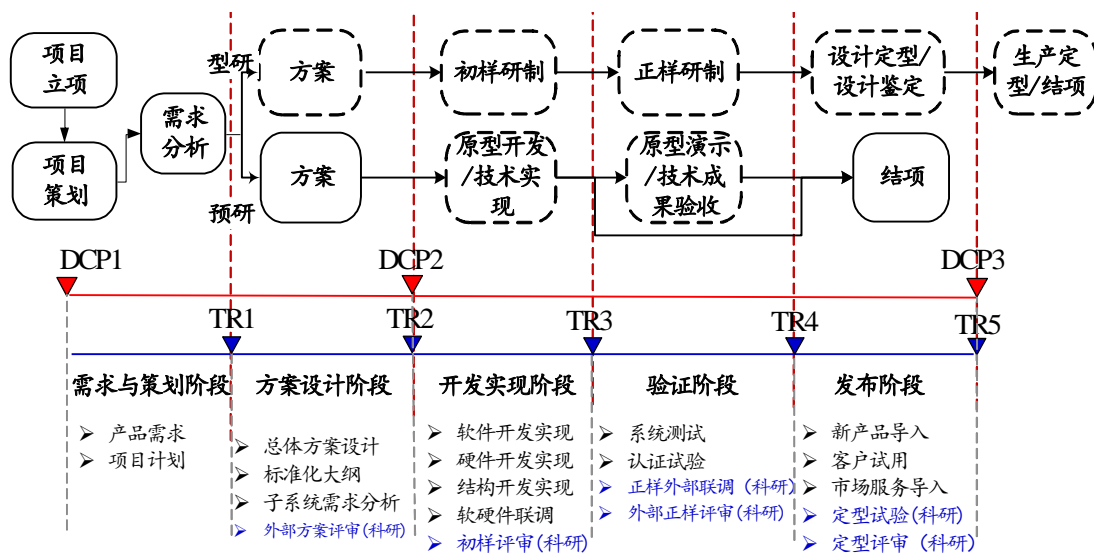 项目
立项
项目
策划
需求
分析
型研
预研
方案
初样研制
正样研制
设计定型/
设计鉴定
生产定
型/结项
方案
原型开发
/技术实
现
原型演示
/技术成
果验收
结项
DCP1
DCP2
DCP3
TR1
TR2
TR3
TR4
TR5
需求与策划阶段
➢ 产品需求
➢ 项目计划
方案设计阶段
➢ 总体方案设计
➢ 标准化大纲
➢ 子系统需求分析
➢ 外部方案评审(科研)
开发实现阶段
➢ 软件开发实现
➢ 硬件开发实现
➢ 结构开发实现
➢ 软硬件联调
➢ 初样评审(科研)
验证阶段
➢ 系统测试
➢ 认证试验
➢ 正样外部联调(科研)
➢ 外部正样评审(科研)
发布阶段
➢ 新产品导入
➢ 客户试用
➢ 市场服务导入
➢ 定型试验(科研)
➢ 定型评审(科研)